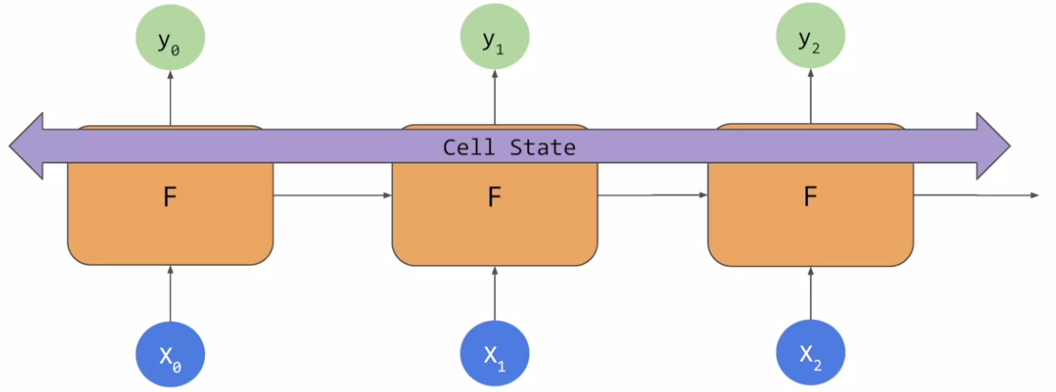 y₀ y₁ y₂
Cell State
F F F
X₀ X₁ X₂